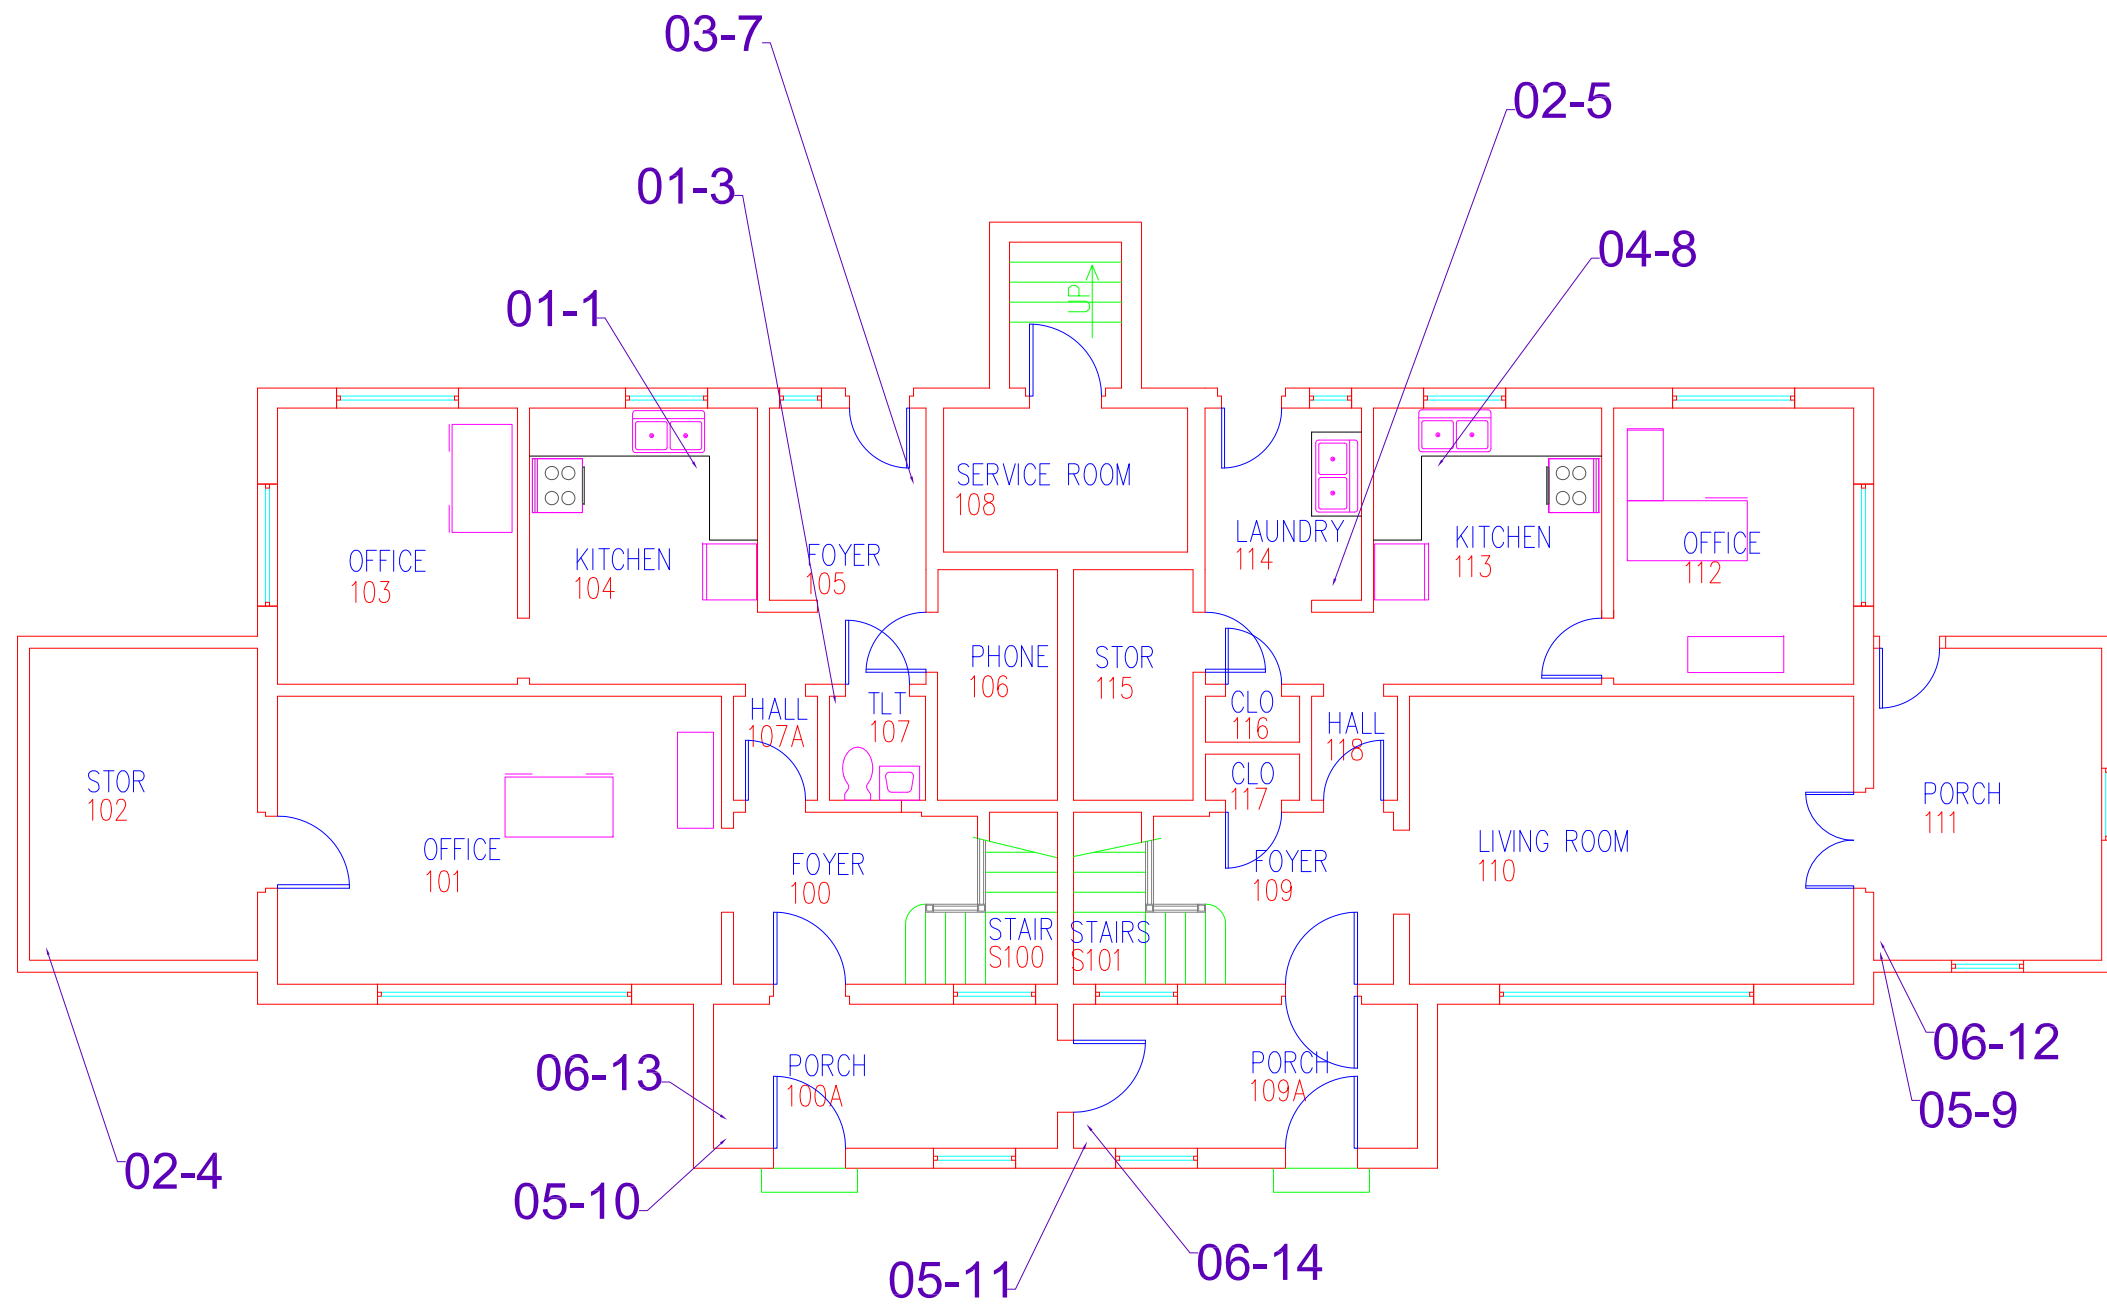 03-7
02-5
01-3
04-8
01-1
UP
SERVICE ROOM
108
LAUNDRY
114
KITCHEN
113
OFFICE
112
OFFICE
103
KITCHEN
104
FOYER
105
PHONE
106
STOR
115
CLO
116
HALL
107A
TLT
107
HALL
118
STOR
102
CLO
117
PORCH
111
OFFICE
101
FOYER
100
FOYER
109
LIVING ROOM
110
STAIR
S100
STAIRS
S101
06-12
06-13
PORCH
100A
PORCH
109A
05-9
02-4
05-10
06-14
05-11